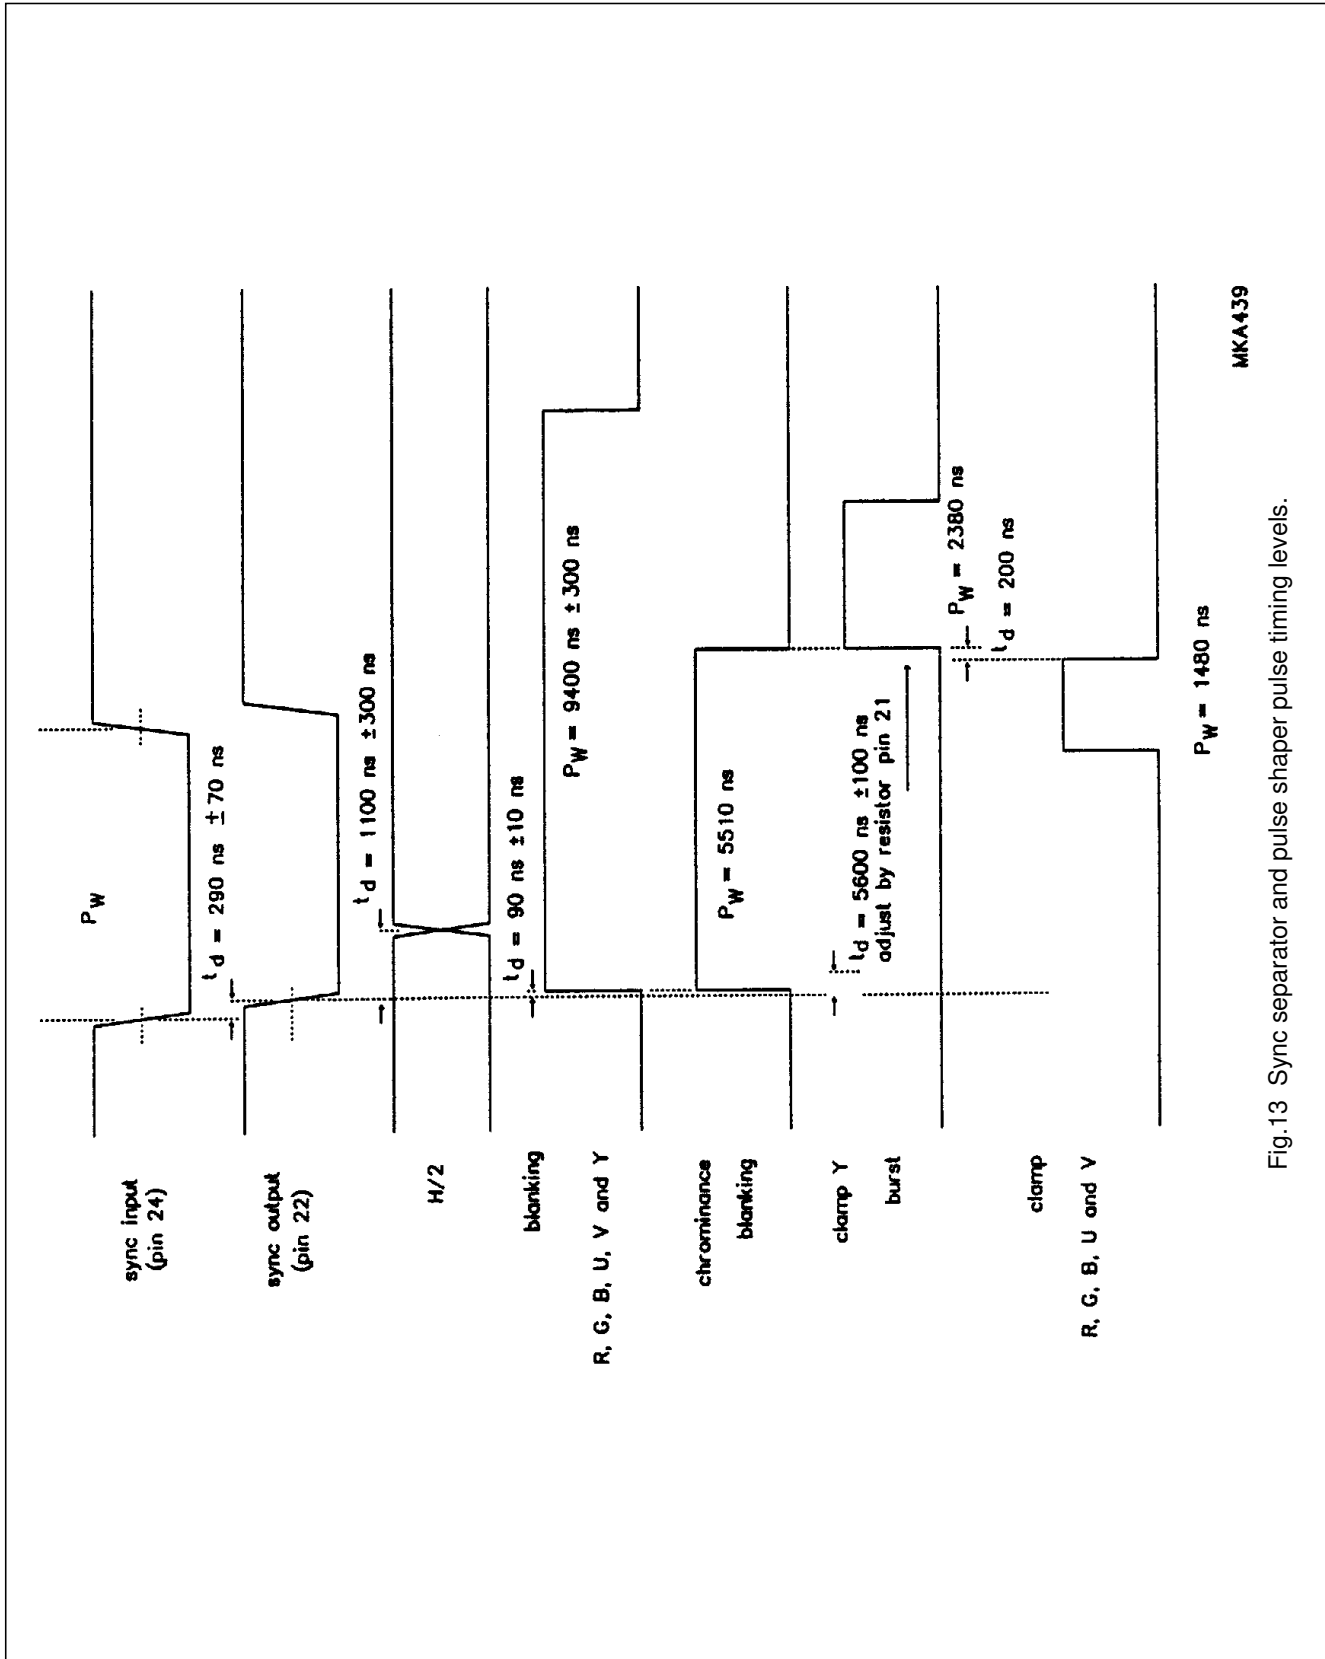 sync input
(pin 24)
P_W
t_d = 290 ns ±70 ns
sync output
(pin 22)
t_d = 1100 ns ±300 ns
H/2
t_d = 90 ns ±10 ns
blanking
P_W = 9400 ns ±300 ns
R, G, B, U, V and Y
chrominance
blanking
P_W = 5510 ns
clamp Y
burst
t_d = 5600 ns ±100 ns
adjust by resistor pin 21
P_W = 2380 ns
t_d = 200 ns
clamp
R, G, B, U and V
P_W = 1480 ns
MKA439
Fig.13 Sync separator and pulse shaper pulse timing levels.